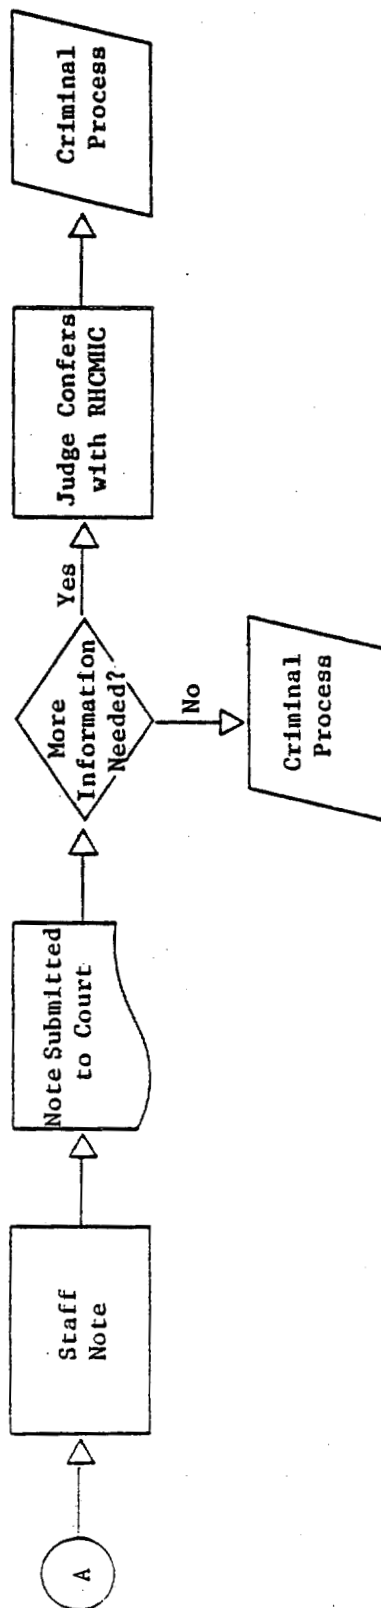 A
Staff
Note
Note Submitted
to Court
More
Information
Needed?
Yes
No
Judge Confers
with RHCMHC
Criminal
Process
Criminal
Process